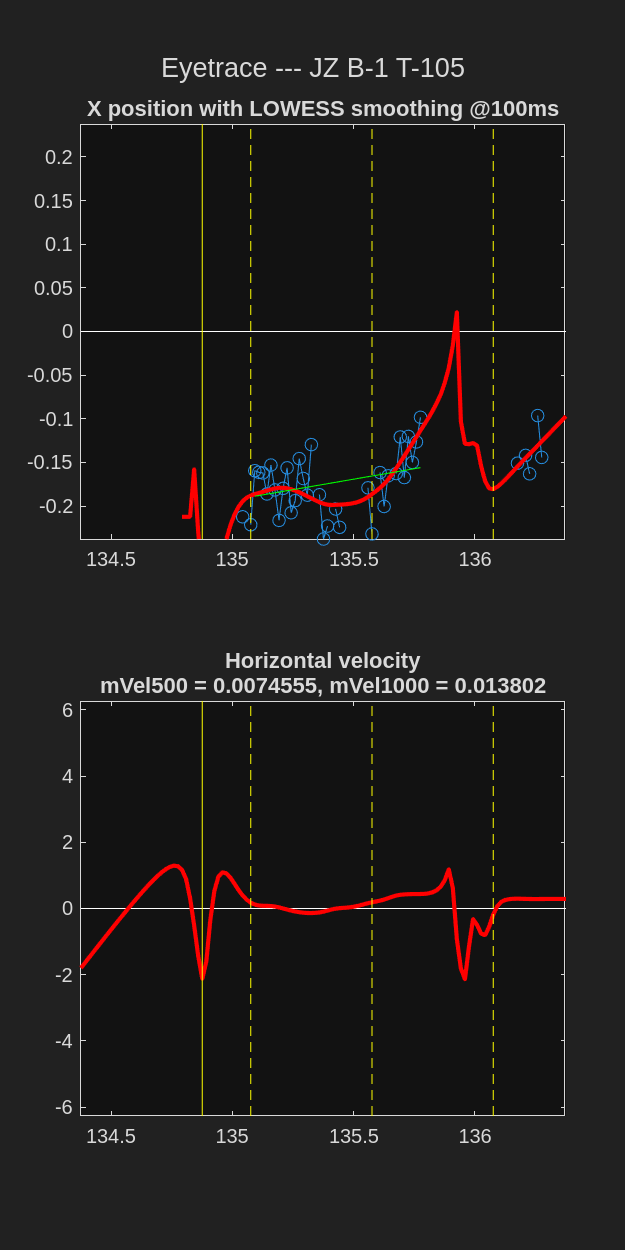 Eyetrace --- JZ B-1 T-105
X position with LOWESS smoothing @100ms
0.2
0.15
0.1
0.05
0
-0.05
-0.1
-0.15
-0.2
134.5 135 135.5 136
Horizontal velocity
mVel500 = 0.0074555, mVel1000 = 0.013802
6
4
2
0
-2
-4
-6
134.5 135 135.5 136